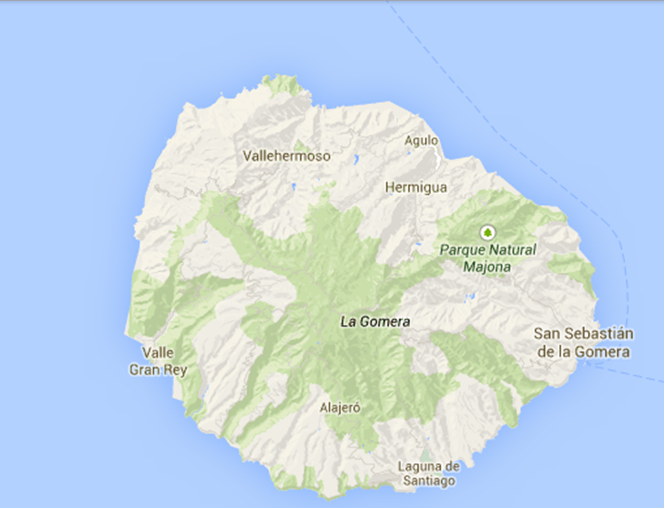 Agulo
Vallehermoso
Hermigua
Parque Natural
Majona
La Gomera
San Sebastián
de la Gomera
Valle
Gran Rey
Alajeró
Laguna de
Santiago